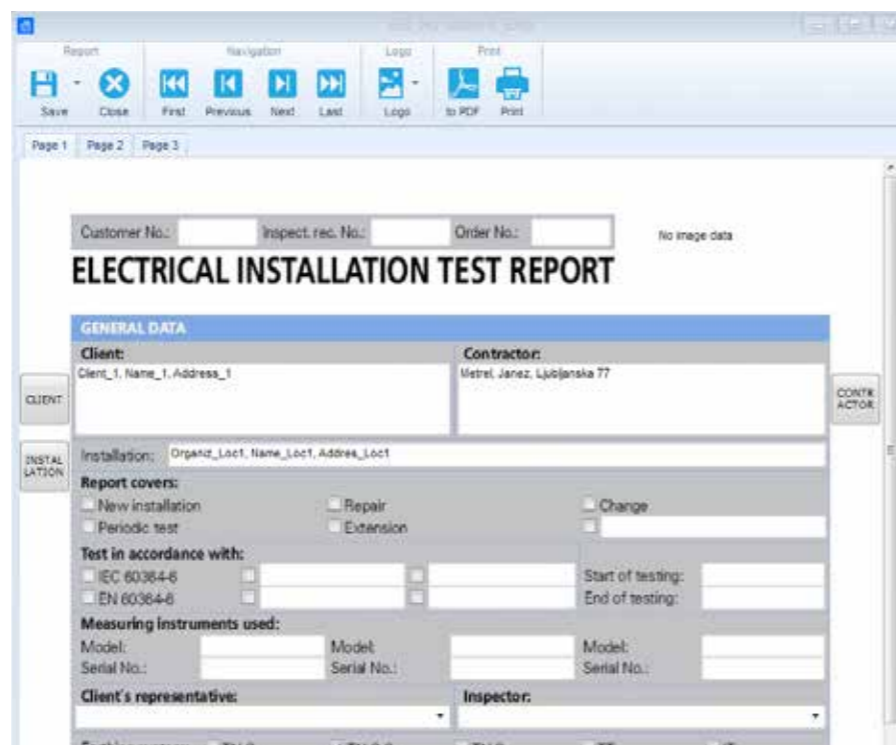 Report Navigation Logo Print
Save Close First Previous Next Last Logo to PDF Print
Page 1 Page 2 Page 3
Customer No.: Inspect. rec. No.: Order No.: No image data
ELECTRICAL INSTALLATION TEST REPORT
GENERAL DATA
Client: Contractor:
Client_1, Name_1, Address_1 Metrel, Janez, Ljubljanska 77
CLIENT
CONTR
ACTOR
INSTAL
LATION
Installation: Organiz_Loc1, Name_Loc1, Addres_Loc1
Report covers:
New installation Repair Change
Periodic test Extension
Test in accordance with:
IEC 60364-6 Start of testing:
EN 60364-6 End of testing:
Measuring instruments used:
Model: Model: Model:
Serial No.: Serial No.: Serial No.:
Client's representative: Inspector: